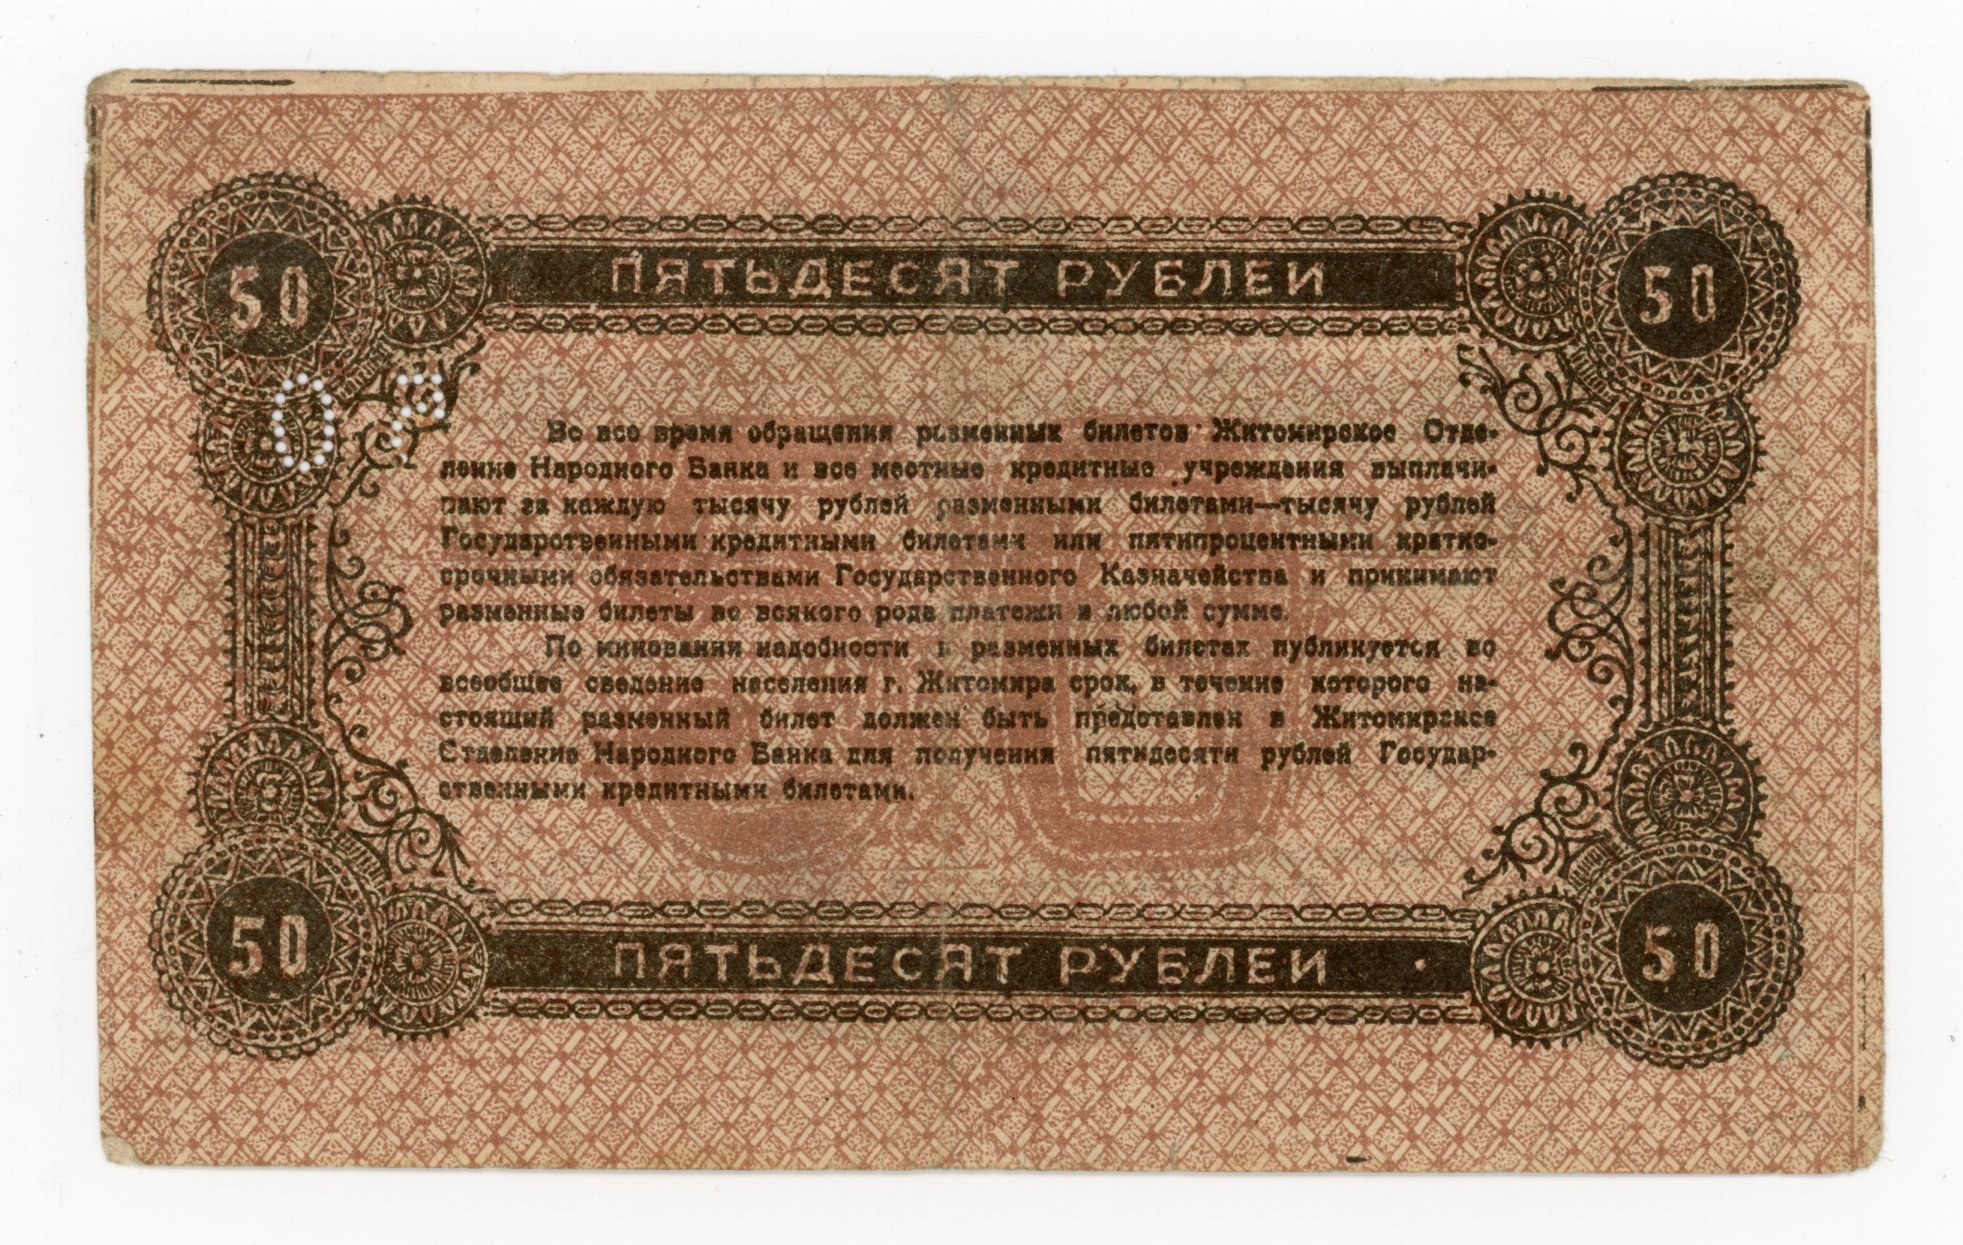 50 ПЯТЬДЕСЯТ РУБЛЕЙ 50
Во все время обращения разменных билетов Житомирское Отде-
ление Народного Банка и все местные кредитные учреждения выплачи-
вают за каждую тысячу рублей разменными билетами—тысячу рублей
Государственными кредитными билетами или пятипроцентными кратко-
срочными обязательствами Государственного Казначейства и принимают
разменные билеты во всякого рода платежи в любой сумме.
По миновании надобности в разменных билетах публикуется во
всеобщее сведение населения г. Житомира срок, в течение которого на-
стоящий разменный билет должен быть представлен в Житомирское
Отделение Народного Банка для получения пятидесяти рублей Государ-
ственными кредитными билетами.
50
50 ПЯТЬДЕСЯТ РУБЛЕЙ 50